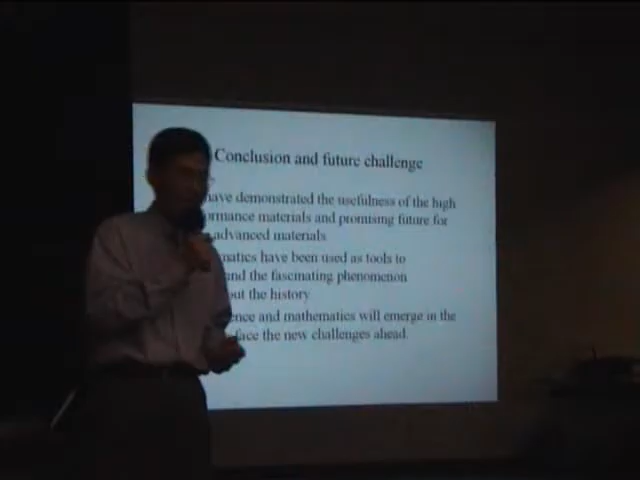 Conclusion and future challenge
have demonstrated the usefulness of the high
ormance materials and promising future for
advanced materials.
matics have been used as tools to
and the fascinating phenomenon
out the history
ence and mathematics will emerge in the
face the new challenges ahead.